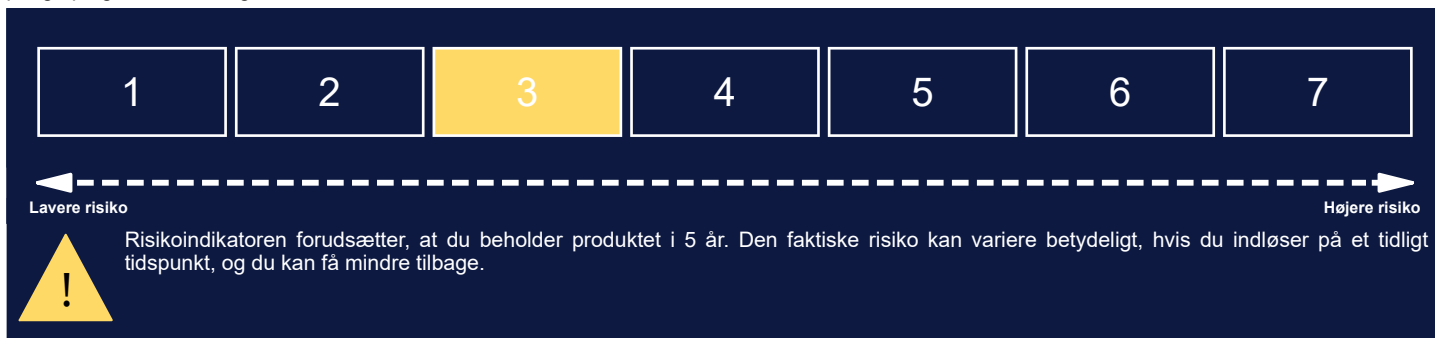 1 2 3 4 5 6 7
Lavere risiko Højere risiko
Risikoindikatoren forudsætter, at du beholder produktet i 5 år. Den faktiske risiko kan variere betydeligt, hvis du indløser på et tidligt
tidspunkt, og du kan få mindre tilbage.
!